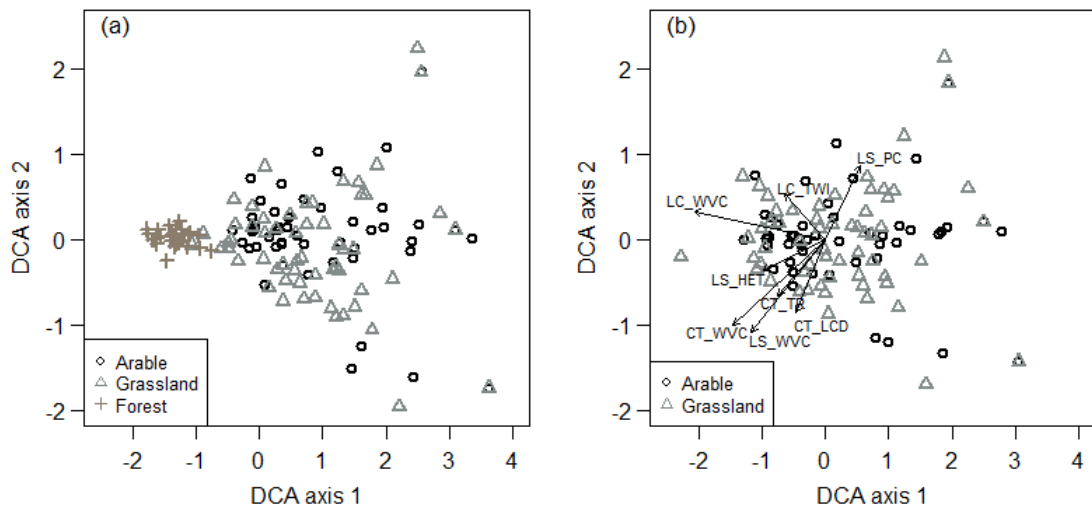 (a)
DCA axis 2
2
1
0
-1
-2
Arable
Grassland
Forest
-2 -1 0 1 2 3 4
DCA axis 1
(b)
DCA axis 2
2
1
0
-1
-2
LS_PC
LC_TWI
LC_WVC
LS_HET
CT_TP
CT_LCD
CT_WVC
LS_WVC
Arable
Grassland
-2 -1 0 1 2 3 4
DCA axis 1